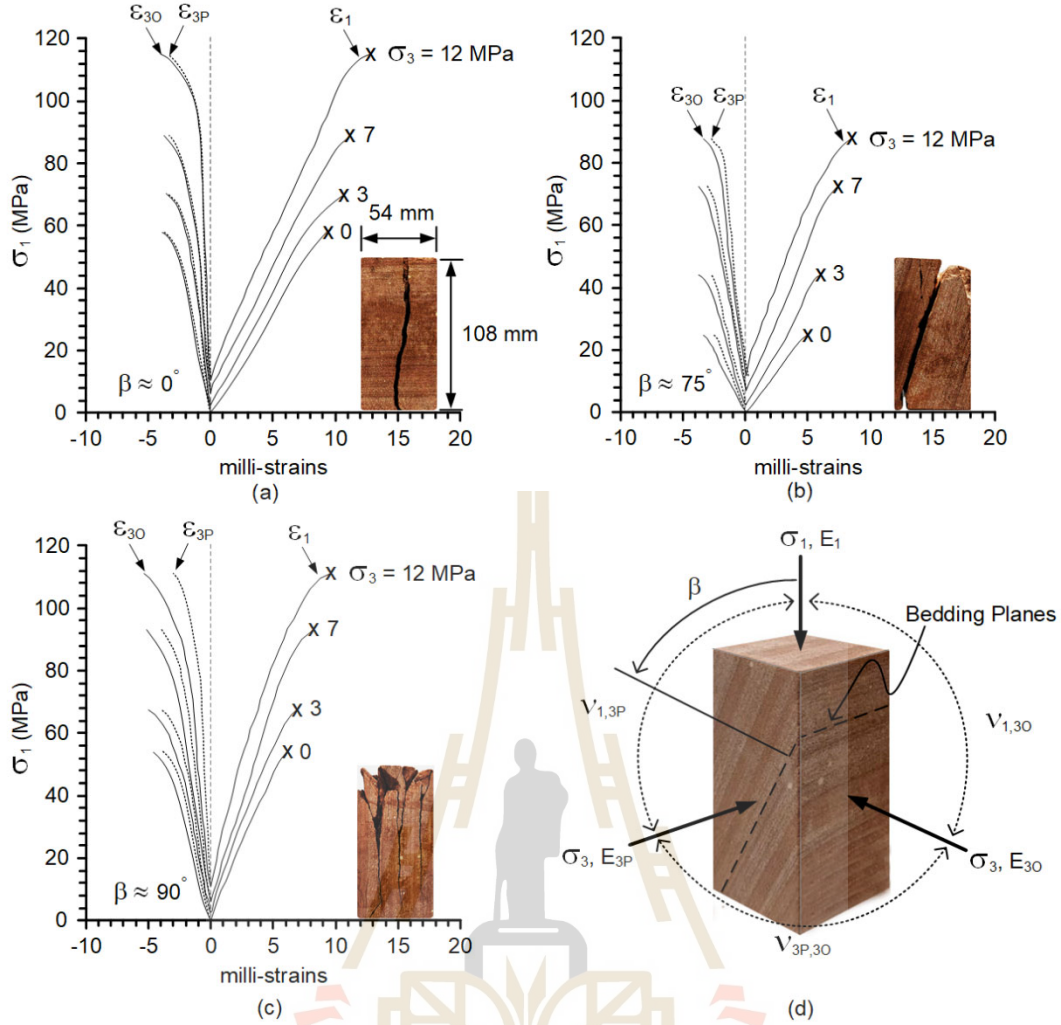 ε3O ε3P ε1
σ3 = 12 MPa
7
3
0
54 mm
108 mm
β ≈ 0°
σ1 (MPa)
120
100
80
60
40
20
0
-10 -5 0 5 10 15 20
milli-strains
(a)
ε3O ε3P ε1
σ3 = 12 MPa
7
3
0
β ≈ 75°
σ1 (MPa)
120
100
80
60
40
20
0
-10 -5 0 5 10 15 20
milli-strains
(b)
ε3O ε3P ε1
σ3 = 12 MPa
7
3
0
β ≈ 90°
σ1 (MPa)
120
100
80
60
40
20
0
-10 -5 0 5 10 15 20
milli-strains
(c)
σ1, E1
β
Bedding Planes
ν1,3P
ν1,3O
σ3, E3P
σ3, E3O
ν3P,3O
(d)